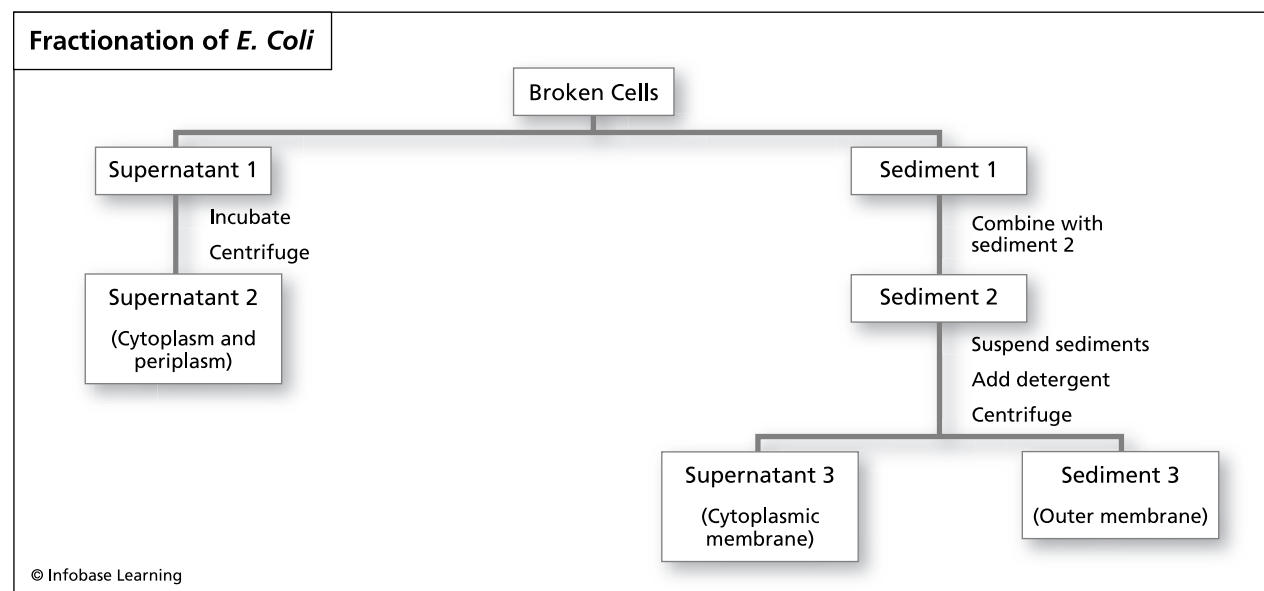 Fractionation of E. Coli
Broken Cells
Supernatant 1
Sediment 1
Incubate
Centrifuge
Combine with
sediment 2
Supernatant 2
(Cytoplasm and
periplasm)
Sediment 2
Suspend sediments
Add detergent
Centrifuge
Supernatant 3
(Cytoplasmic
membrane)
Sediment 3
(Outer membrane)
© Infobase Learning